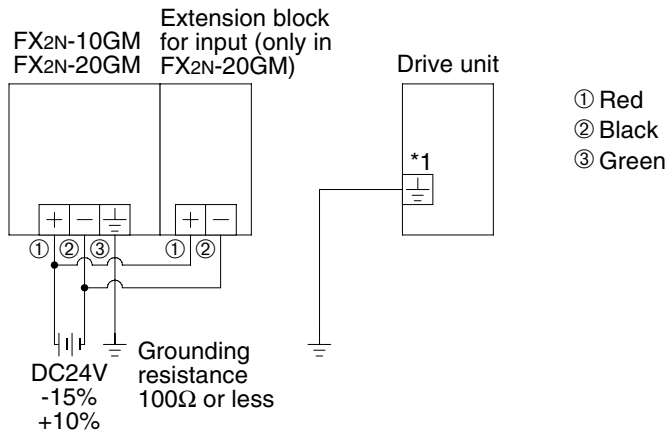 FX2N-10GM
FX2N-20GM
Extension block
for input (only in
FX2N-20GM)
Drive unit
① Red
② Black
③ Green
*1
+ −
+ −
① ② ③
① ②
DC24V
-15%
+10%
Grounding
resistance
100Ω or less